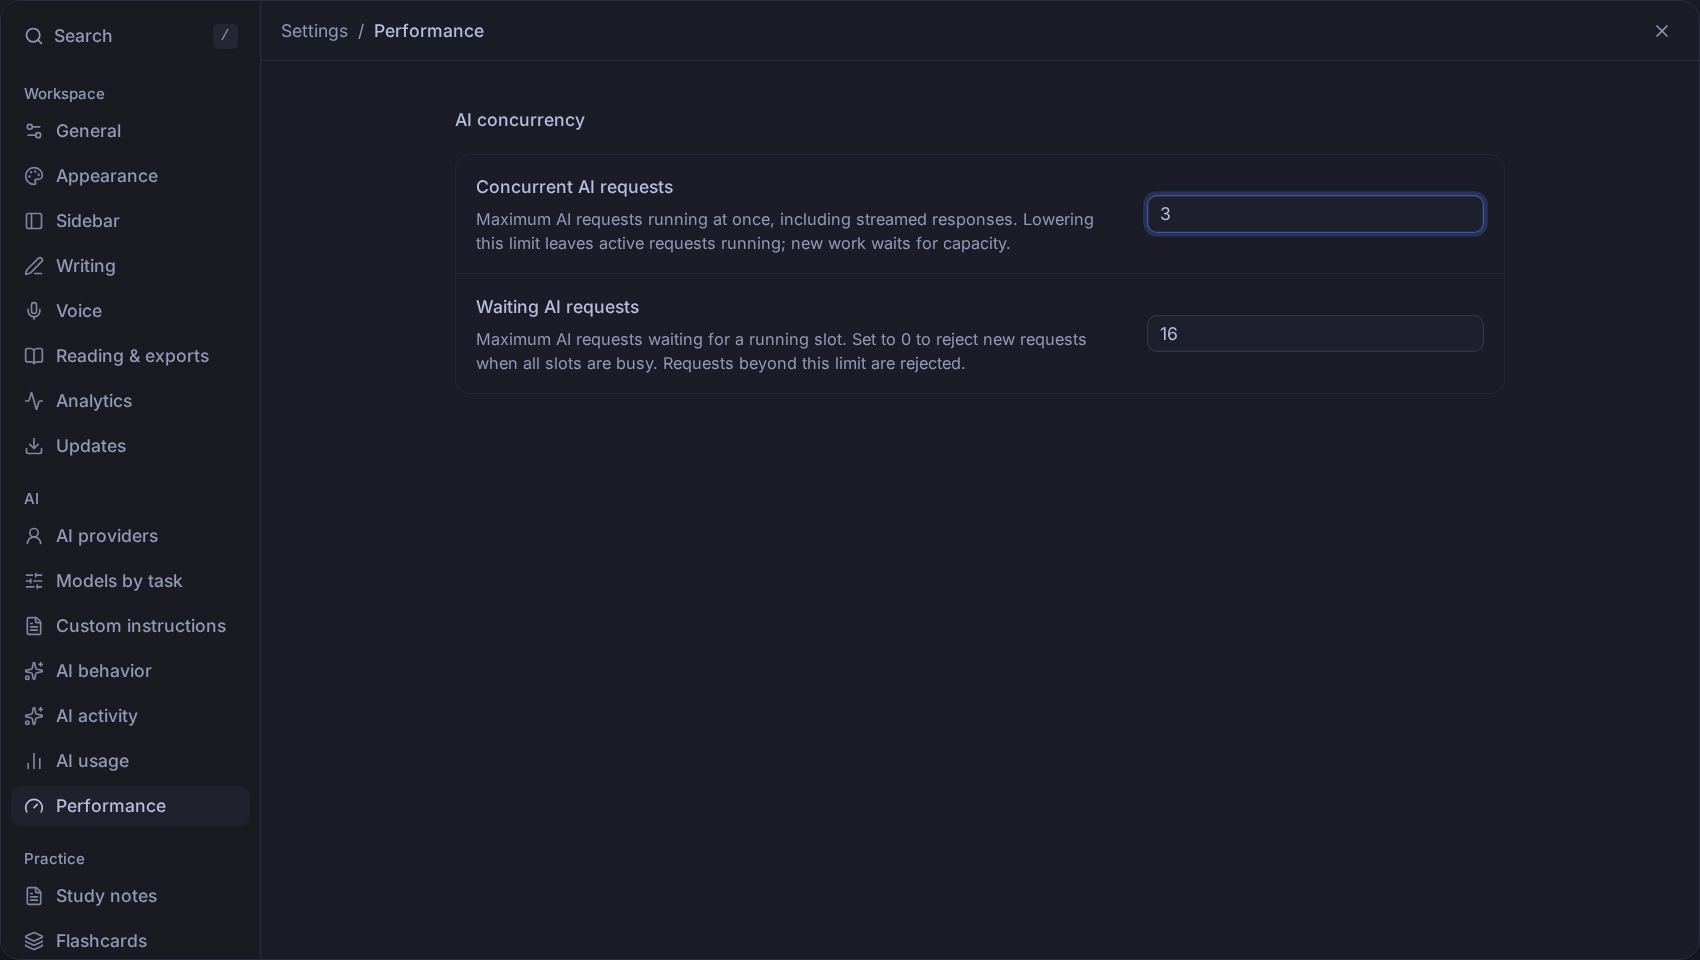 Search
/
Workspace
General
Appearance
Sidebar
Writing
Voice
Reading & exports
Analytics
Updates
AI
AI providers
Models by task
Custom instructions
AI behavior
AI activity
AI usage
Performance
Practice
Study notes
Flashcards
Settings / Performance
AI concurrency
Concurrent AI requests
Maximum AI requests running at once, including streamed responses. Lowering
this limit leaves active requests running; new work waits for capacity.
3
Waiting AI requests
Maximum AI requests waiting for a running slot. Set to 0 to reject new requests
when all slots are busy. Requests beyond this limit are rejected.
16